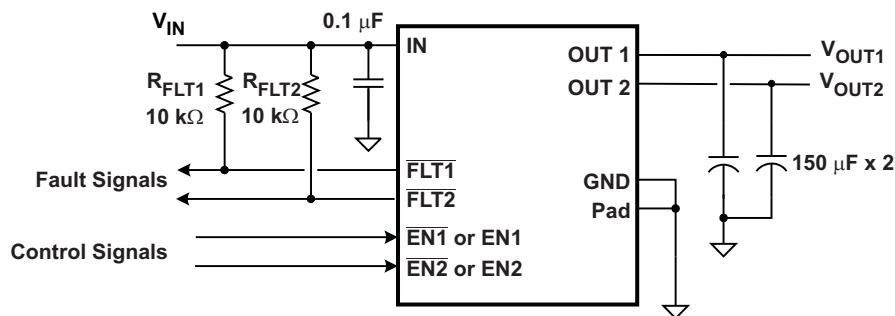 VIN
0.1 μF
IN
OUT 1
VOUT1
RFLT1
10 kΩ
RFLT2
10 kΩ
OUT 2
VOUT2
Fault Signals
FLT1
FLT2
GND
Pad
150 μF x 2
Control Signals
EN1 or EN1
EN2 or EN2